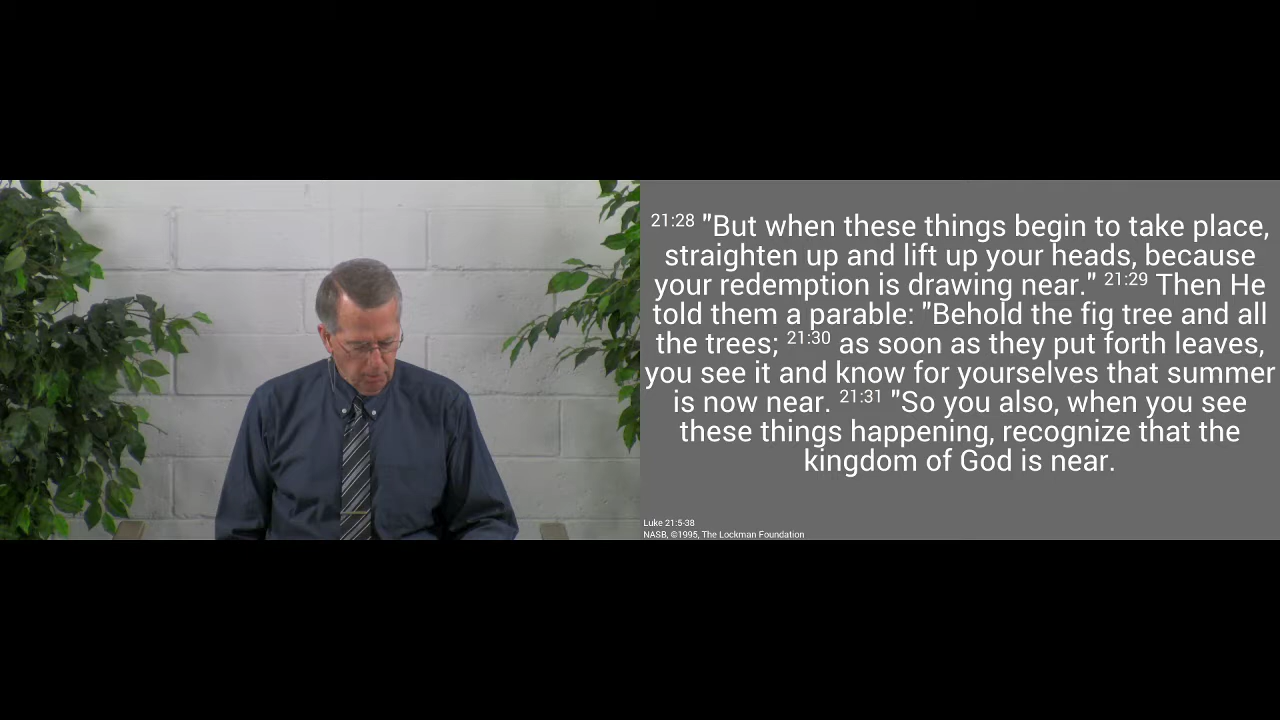 21:28 "But when these things begin to take place,
straighten up and lift up your heads, because
your redemption is drawing near." 21:29 Then He
told them a parable: "Behold the fig tree and all
the trees; 21:30 as soon as they put forth leaves,
you see it and know for yourselves that summer
is now near. 21:31 "So you also, when you see
these things happening, recognize that the
kingdom of God is near.
Luke 21:5-38
NASB, ©1995, The Lockman Foundation